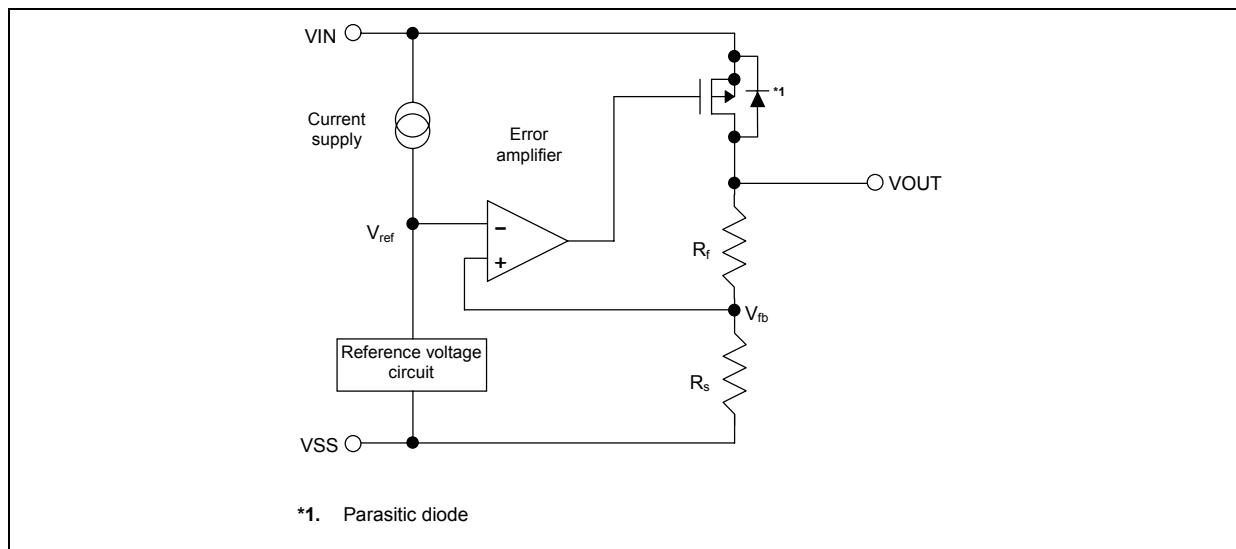 VIN
*1
Current
supply
Error
amplifier
VOUT
Vref
−
+
Rf
Vfb
Reference voltage
circuit
Rs
VSS
*1. Parasitic diode